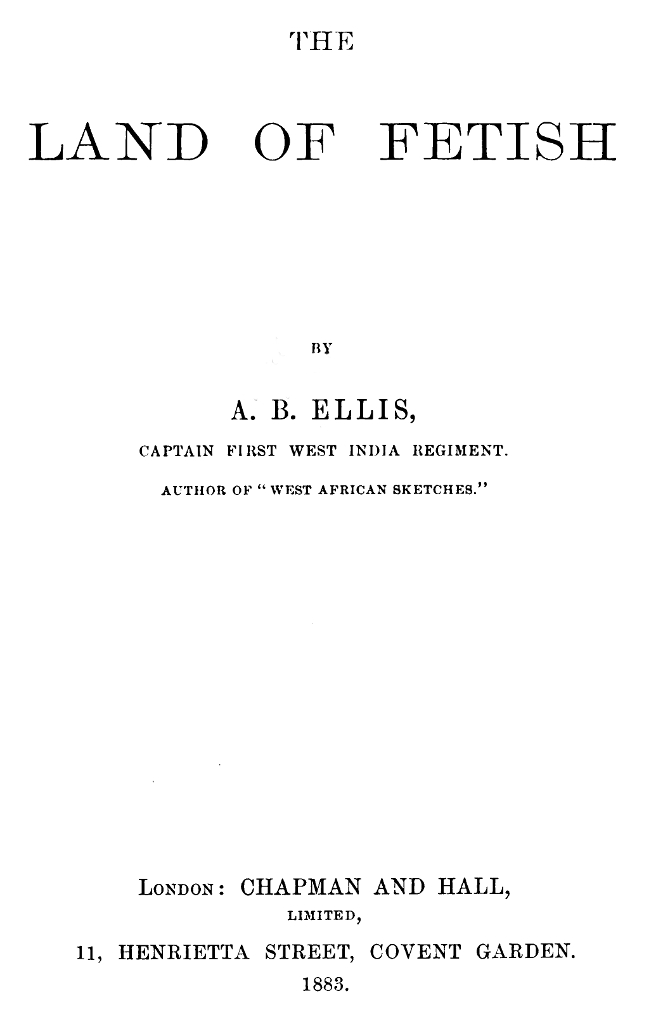 THE
LAND OF FETISH
BY
A. B. ELLIS,
CAPTAIN FIRST WEST INDIA REGIMENT.
AUTHOR OF "WEST AFRICAN SKETCHES."
LONDON: CHAPMAN AND HALL,
LIMITED,
11, HENRIETTA STREET, COVENT GARDEN.
1883.